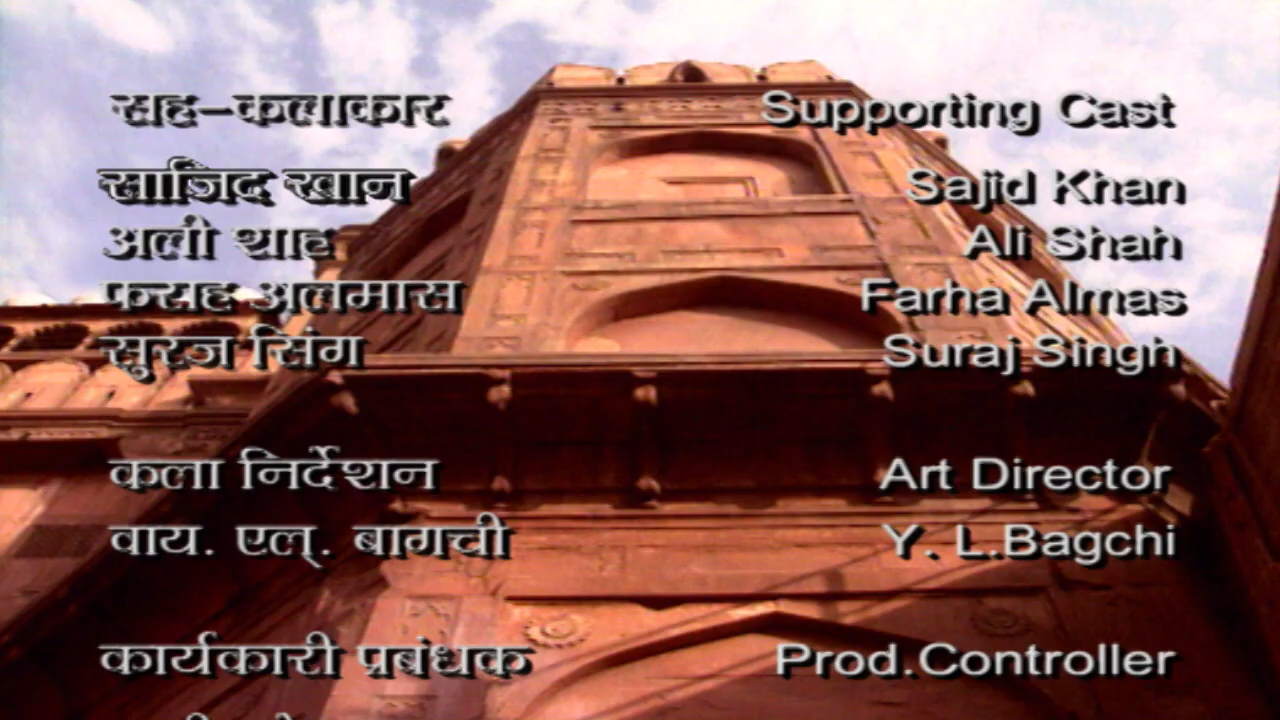 सह-कलाकार Supporting Cast
साजिद खान Sajid Khan
अली शाह Ali Shah
फराह अलमास Farha Almas
सुरज सिंग Suraj Singh
कला निर्देशन Art Director
वाय. एल्. बागची Y. L.Bagchi
कार्यकारी प्रबंधक Prod.Controller